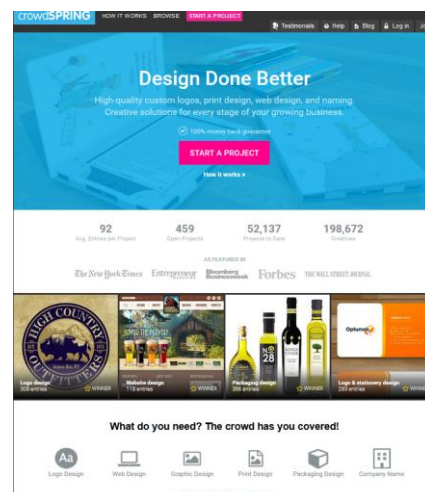 crowdSPRING HOW IT WORKS BROWSE START A PROJECT
Testimonials Help Blog Log in
Design Done Better
High-quality custom logos, print design, web design, and naming.
Creative solutions for every stage of your growing business.
100% money back guarantee
START A PROJECT
How it works >
92 459 52,137 198,672
Avg. Entries per Project Open Projects Projects to Date Creatives
AS FEATURED IN
The New York Times Entrepreneur Bloomberg Businessweek Forbes THE WALL STREET JOURNAL
HIGH COUNTRY
OUTFITTERS
Optumax
Nº
28
Logo design Website design Packaging design Logo & stationery design
WINNER 116 entries WINNER WINNER WINNER
What do you need? The crowd has you covered!
Aa
Logo Design Web Design Graphic Design Print Design Packaging Design Company Name